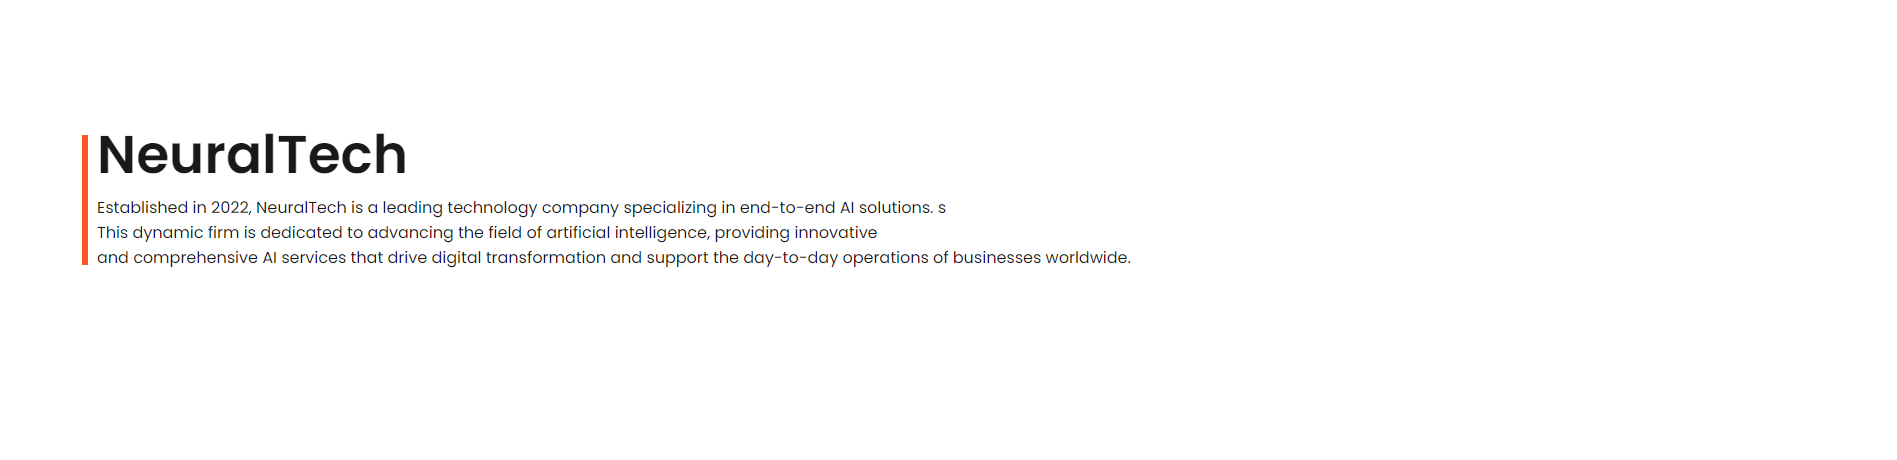 NeuralTech
Established in 2022, NeuralTech is a leading technology company specializing in end-to-end AI solutions. s
This dynamic firm is dedicated to advancing the field of artificial intelligence, providing innovative
and comprehensive AI services that drive digital transformation and support the day-to-day operations of businesses worldwide.